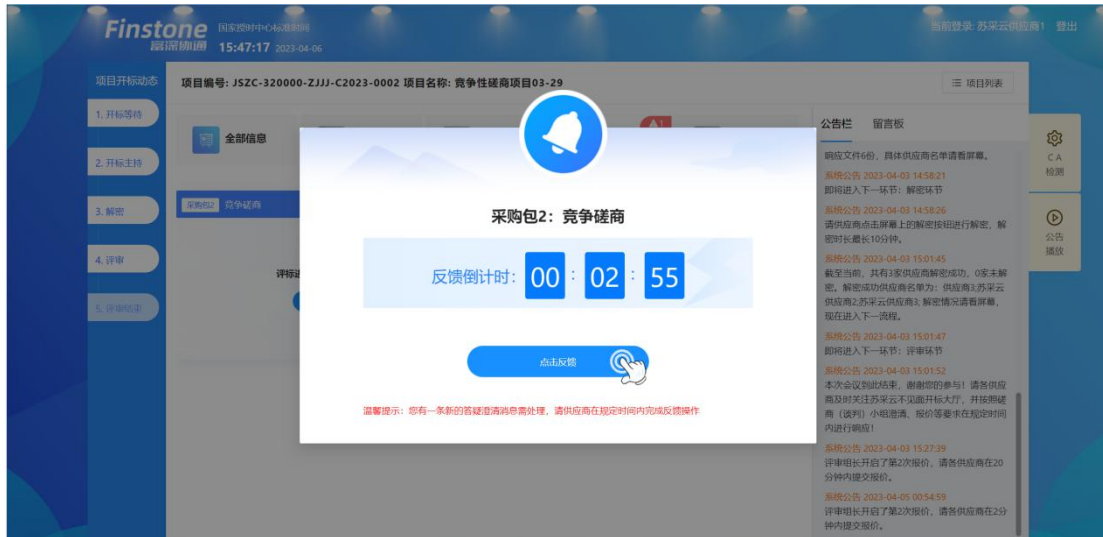 Finstone
富深协通
国家授时中心标准时间
15:47:17 2023-04-06
当前登录: 苏采云供应商1 登出
项目开标动态
1. 开标等待
2. 开标主持
3. 解密
4. 评审
5. 评审结束
项目编号: JSZC-320000-ZJJJ-C2023-0002 项目名称: 竞争性磋商项目03-29
项目列表
全部信息
1
采购包2 竞争磋商
评标进
采购包2: 竞争磋商
反馈倒计时: 00 : 02 : 55
点击反馈
温馨提示: 您有一条新的答疑澄清消息需处理, 请供应商在规定时间内完成反馈操作
公告栏 留言板
响应文件6份, 具体供应商名单请看屏幕。
系统公告 2023-04-03 14:58:21
即将进入下一环节: 解密环节
系统公告 2023-04-03 14:58:26
请供应商点击屏幕上的解密按钮进行解密, 解
密时长最长10分钟。
系统公告 2023-04-03 15:01:45
截至当前, 共有3家供应商解密成功, 0家未解
密。解密成功供应商名单为: 供应商3,苏采云
供应商2,苏采云供应商3; 解密情况请看屏幕,
现在进入下一流程。
系统公告 2023-04-03 15:01:47
即将进入下一环节: 评审环节
系统公告 2023-04-03 15:01:52
本次会议到此结束, 谢谢您的参与! 请各供应
商及时关注苏采云不见面开标大厅, 并按照磋
商 (谈判) 小组澄清、报价等要求在规定时间
内进行响应!
系统公告 2023-04-03 15:27:39
评审组长开启了第2次报价, 请各供应商在20
分钟内提交报价。
系统公告 2023-04-05 00:54:59
评审组长开启了第2次报价, 请各供应商在2分
钟内提交报价。
CA
检测
公告
播放